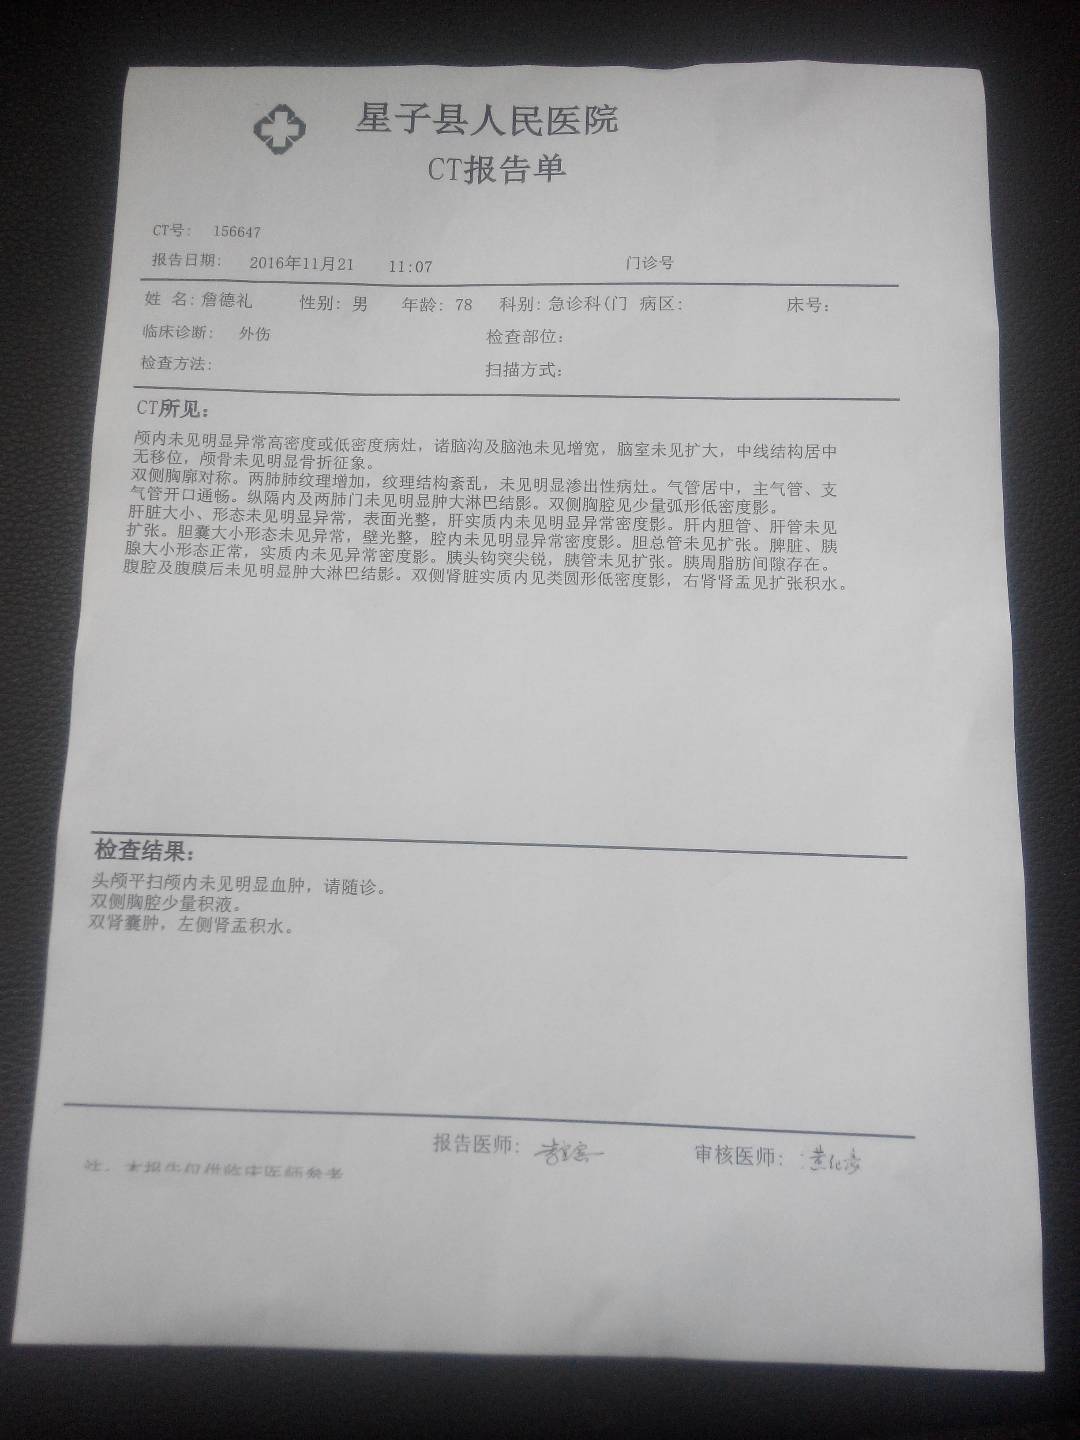 星子县人民医院
CT报告单
CT号: 156647
报告日期: 2016年11月21 11:07 门诊号
姓 名: 詹德礼 性别: 男 年龄: 78 科别: 急诊科(门 病区: 床号:
临床诊断: 外伤 检查部位:
检查方法: 扫描方式:
CT所见:
颅内未见明显异常高密度或低密度病灶，诸脑沟及脑池未见增宽，脑室未见扩大，中线结构居中
无移位，颅骨未见明显骨折征象。
双侧胸廓对称。两肺肺纹理增加，纹理结构紊乱，未见明显渗出性病灶。气管居中，主气管、支
气管开口通畅。纵隔内及两肺门未见明显肿大淋巴结影。双侧胸腔见少量弧形低密度影。
肝脏大小、形态未见明显异常，表面光整，肝实质内未见明显异常密度影。肝内胆管、肝管未见
扩张。胆囊大小形态未见异常，壁光整，腔内未见明显异常密度影。胆总管未见扩张。脾脏、胰
腺大小形态正常，实质内未见异常密度影。胰头钩突尖锐，胰管未见扩张。胰周脂肪间隙存在。
腹腔及腹膜后未见明显肿大淋巴结影。双侧肾脏实质内见类圆形低密度影，右肾肾盂见扩张积水。
检查结果:
头颅平扫颅内未见明显血肿，请随诊。
双侧胸腔少量积液。
双肾囊肿，左侧肾盂积水。
报告医师: 审核医师:
注：本报告仅供临床医师参考